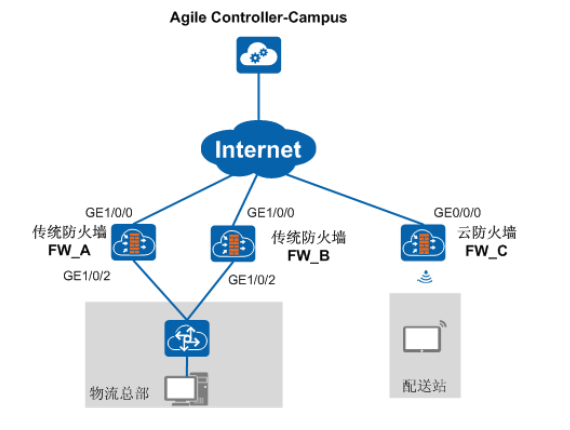 Agile Controller-Campus
Internet
GE1/0/0
GE1/0/0
GE0/0/0
传统防火墙
FW_A
传统防火墙
FW_B
云防火墙
FW_C
GE1/0/2
GE1/0/2
物流总部
配送站